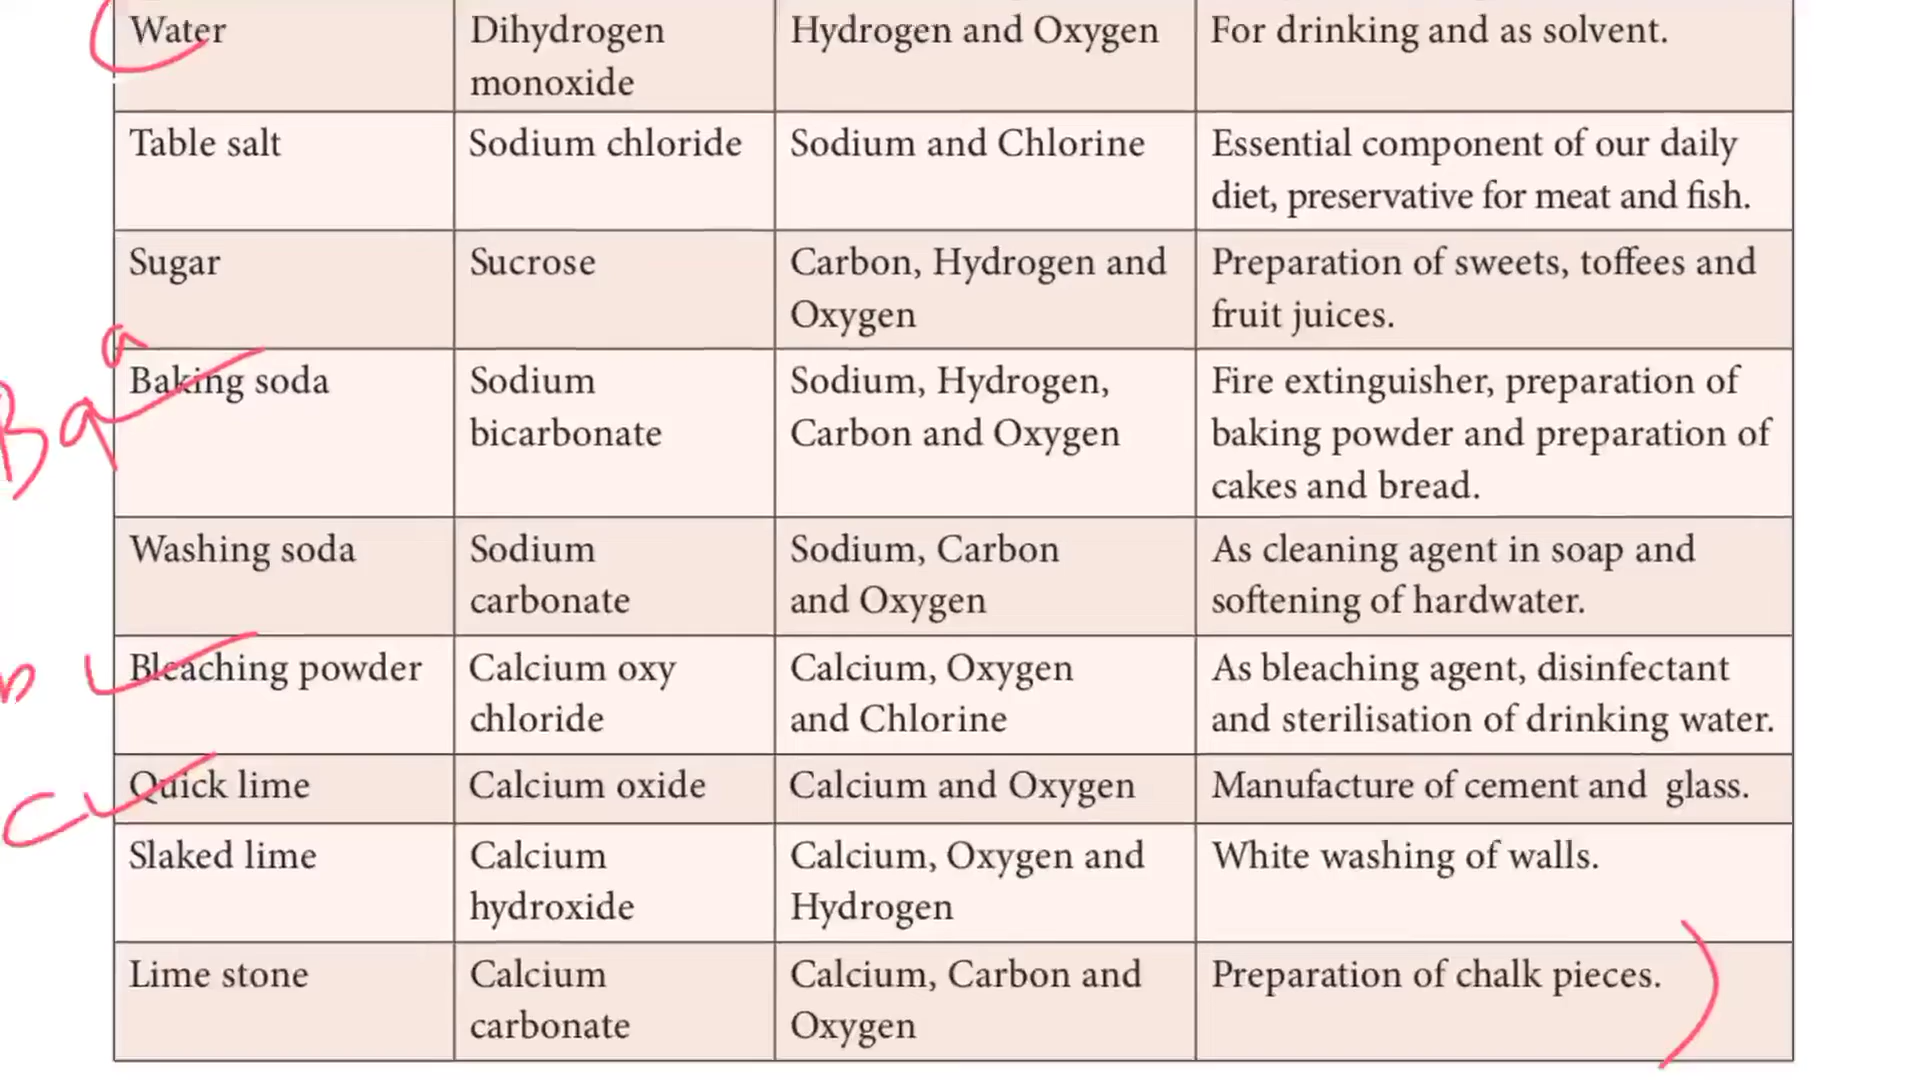 Water Dihydrogen Hydrogen and Oxygen For drinking and as solvent.
monoxide
Table salt Sodium chloride Sodium and Chlorine Essential component of our daily
diet, preservative for meat and fish.
Sugar Sucrose Carbon, Hydrogen and Preparation of sweets, toffees and
Oxygen fruit juices.
a
Baking soda Sodium Sodium, Hydrogen, Fire extinguisher, preparation of
bicarbonate Carbon and Oxygen baking powder and preparation of
cakes and bread.
Washing soda Sodium Sodium, Carbon As cleaning agent in soap and
carbonate and Oxygen softening of hardwater.
Bleaching powder Calcium oxy Calcium, Oxygen As bleaching agent, disinfectant
chloride and Chlorine and sterilisation of drinking water.
Quick lime Calcium oxide Calcium and Oxygen Manufacture of cement and glass.
C
Slaked lime Calcium Calcium, Oxygen and White washing of walls.
hydroxide Hydrogen
Lime stone Calcium Calcium, Carbon and Preparation of chalk pieces.
carbonate Oxygen